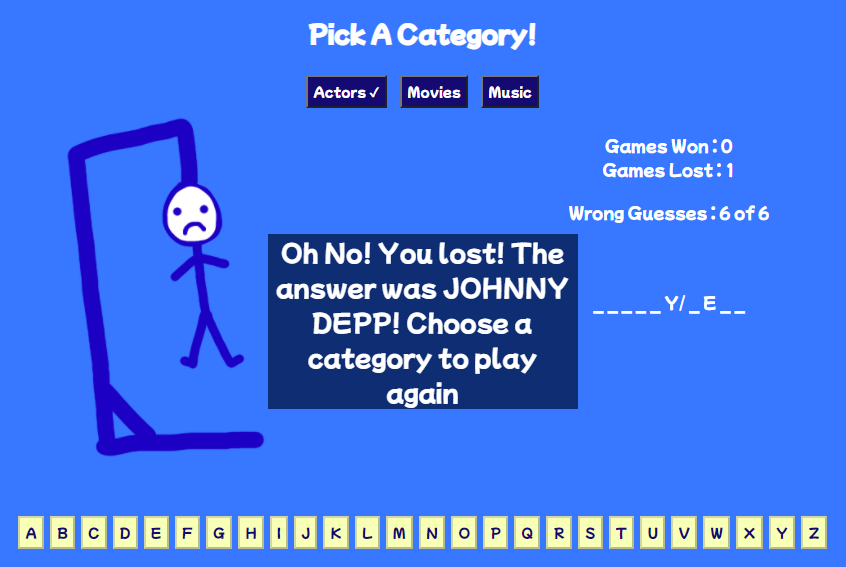 Pick A Category!
Actors ✓ Movies Music
Games Won : 0
Games Lost : 1
Wrong Guesses : 6 of 6
Oh No! You lost! The
answer was JOHNNY
DEPP! Choose a
category to play
again
_ _ _ _ _ Y/ _ E _ _
A B C D E F G H I J K L M N O P Q R S T U V W X Y Z